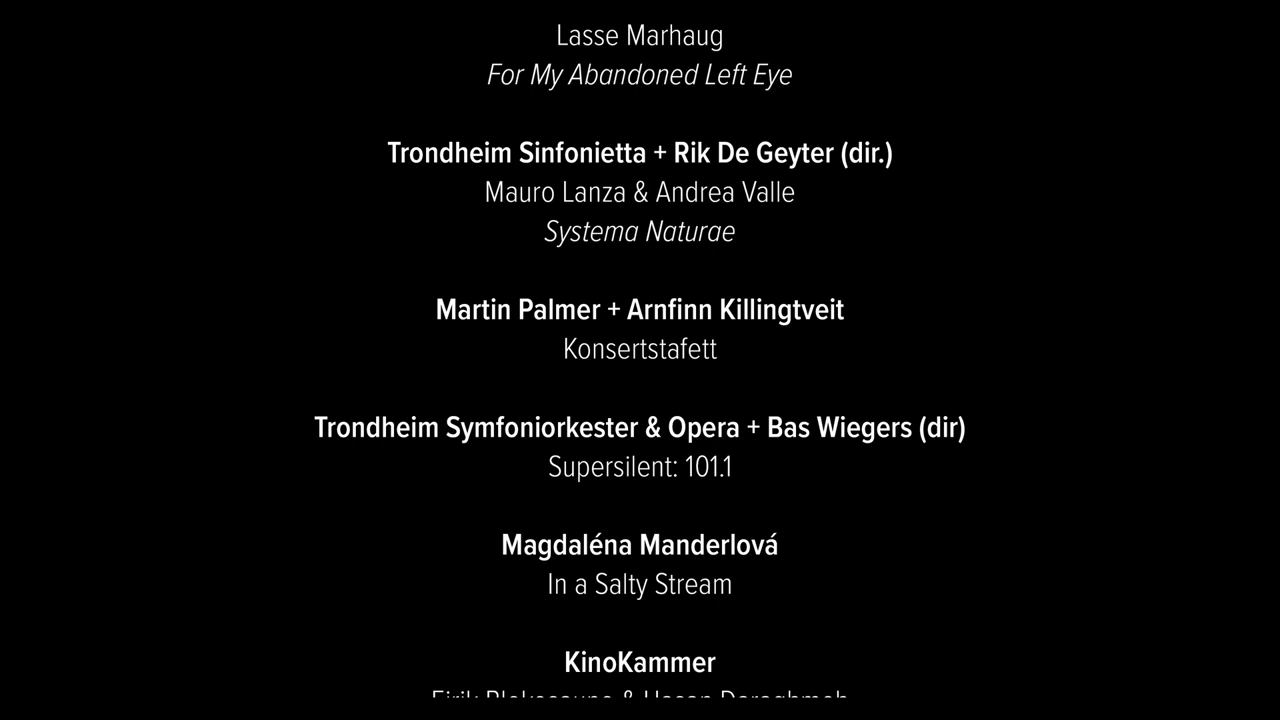 Lasse Marhaug
For My Abandoned Left Eye
Trondheim Sinfonietta + Rik De Geyter (dir.)
Mauro Lanza & Andrea Valle
Systema Naturae
Martin Palmer + Arnfinn Killingtveit
Konsertstafett
Trondheim Symfoniorkester & Opera + Bas Wiegers (dir)
Supersilent: 101.1
Magdaléna Manderlová
In a Salty Stream
KinoKammer